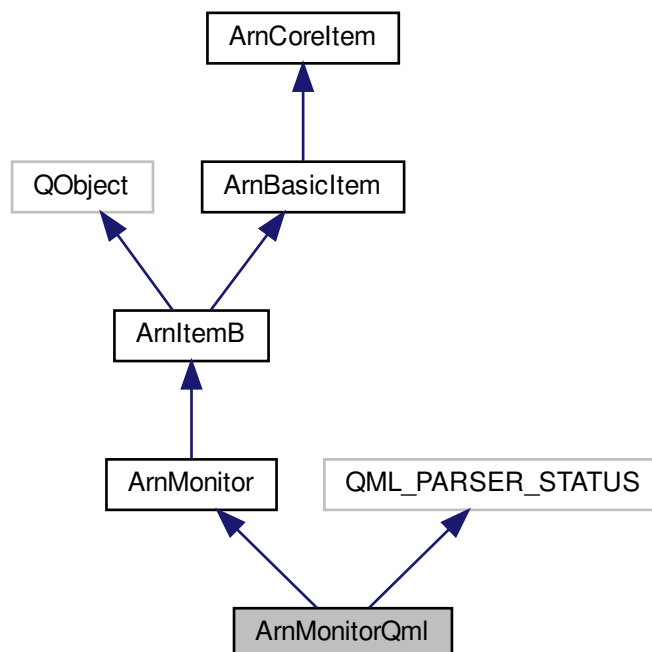 ArnCoreItem
QObject
ArnBasicItem
ArnItemB
ArnMonitor
QML_PARSER_STATUS
ArnMonitorQml